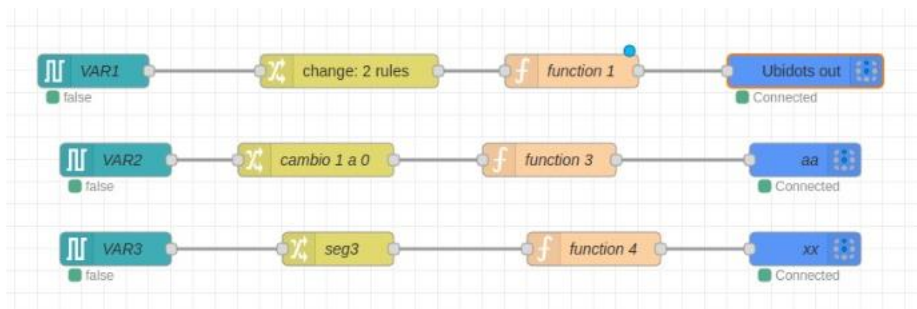 VAR1 change: 2 rules function 1 Ubidots out
false Connected
VAR2 cambio 1 a 0 function 3 aa
false Connected
VAR3 seg3 function 4 xx
false Connected